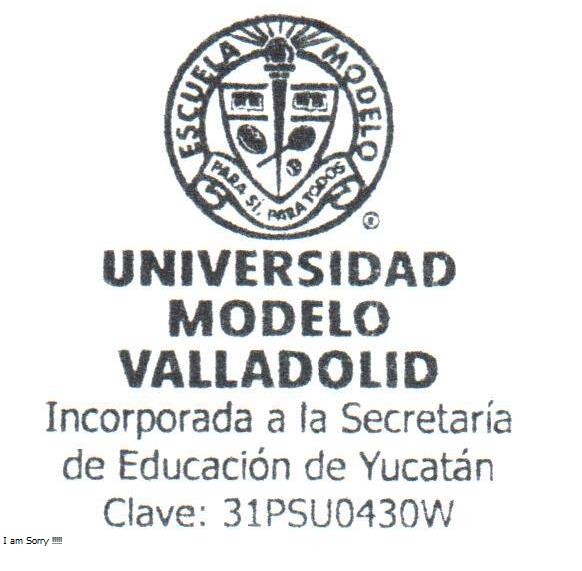 ESCUELA MODELO
PARA SÍ, PARA TODOS
®
UNIVERSIDAD
MODELO
VALLADOLID
Incorporada a la Secretaría
de Educación de Yucatán
Clave: 31PSU0430W
I am Sorry !!!!!